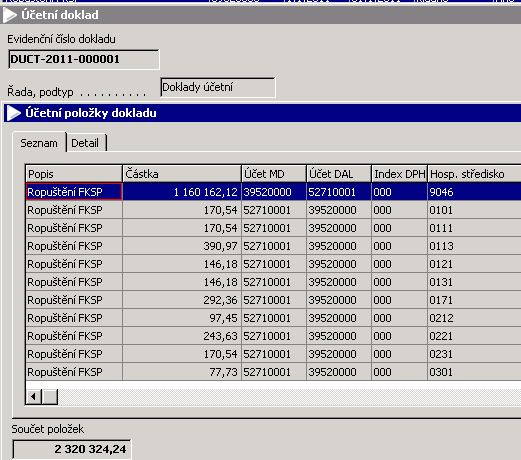 Účetní doklad
Evidenční číslo dokladu
DUCT-2011-000001
Řada, podtyp . . . . . . . . . . Doklady účetní
Účetní položky dokladu
Seznam Detail
Popis Částka Účet MD Účet DAL Index DPH Hosp. středisko
Ropuštění FKSP 1 160 162,12 39520000 52710001 000 9046
Ropuštění FKSP 170,54 52710001 39520000 000 0101
Ropuštění FKSP 170,54 52710001 39520000 000 0111
Ropuštění FKSP 390,97 52710001 39520000 000 0113
Ropuštění FKSP 146,18 52710001 39520000 000 0121
Ropuštění FKSP 146,18 52710001 39520000 000 0131
Ropuštění FKSP 292,36 52710001 39520000 000 0171
Ropuštění FKSP 97,45 52710001 39520000 000 0212
Ropuštění FKSP 243,63 52710001 39520000 000 0221
Ropuštění FKSP 170,54 52710001 39520000 000 0231
Ropuštění FKSP 77,73 52710001 39520000 000 0301
Součet položek
2 320 324,24